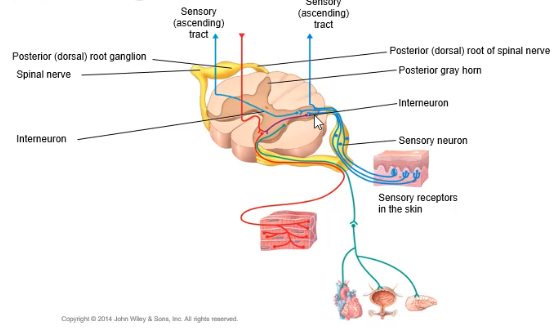 Sensory
(ascending)
tract
Sensory
(ascending)
tract
Posterior (dorsal) root ganglion
Spinal nerve
Interneuron
Posterior (dorsal) root of spinal nerve
Posterior gray horn
Interneuron
Sensory neuron
Sensory receptors
in the skin
Copyright © 2014 John Wiley & Sons, Inc. All rights reserved.